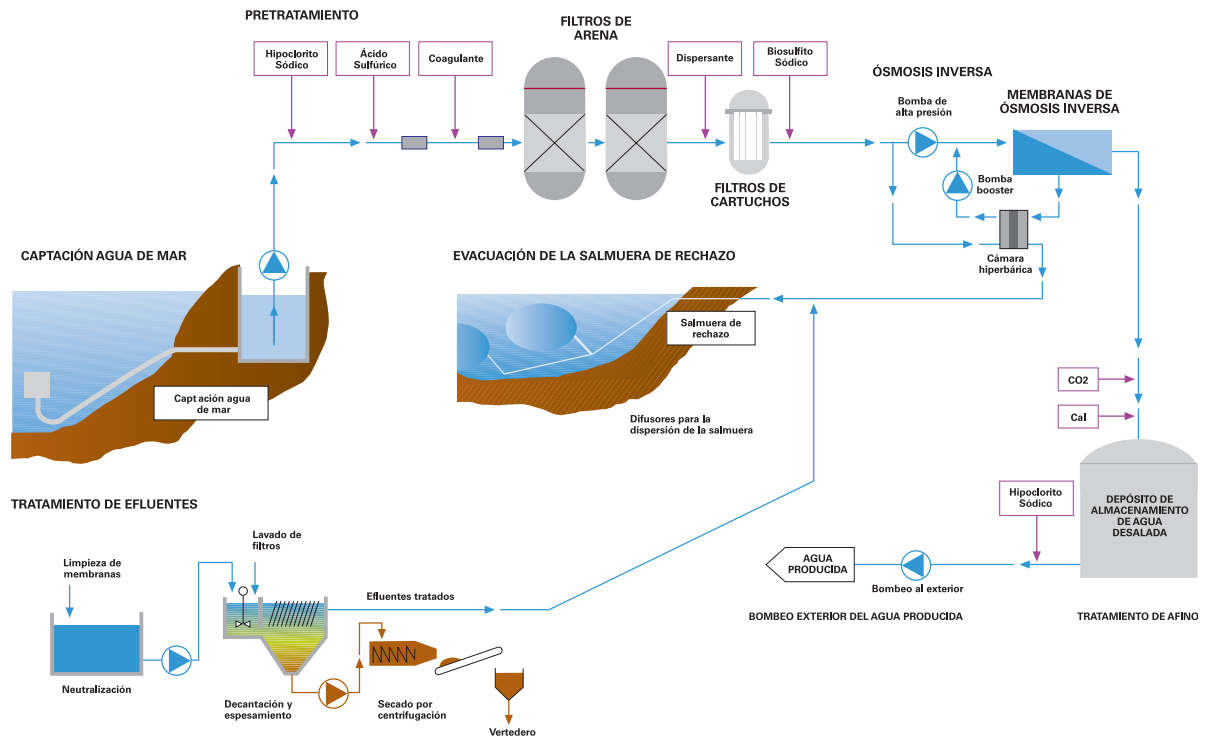 PRETRATAMIENTO
FILTROS DE
ARENA
Hipoclorito
Sódico
Ácido
Sulfúrico
Coagulante
Dispersante
Biosulfito
Sódico
ÓSMOSIS INVERSA
Bomba de
alta presión
MEMBRANAS DE
ÓSMOSIS INVERSA
FILTROS DE
CARTUCHOS
Bomba
booster
Cámara
hiperbárica
CAPTACIÓN AGUA DE MAR
Captación agua
de mar
EVACUACIÓN DE LA SALMUERA DE RECHAZO
Salmuera de
rechazo
Difusores para la
dispersión de la salmuera
CO2
Cal
DEPÓSITO DE
ALMACENAMIENTO
DE AGUA
DESALADA
Hipoclorito
Sódico
AGUA
PRODUCIDA
Bombeo al exterior
BOMBEO EXTERIOR DEL AGUA PRODUCIDA
TRATAMIENTO DE AFINO
TRATAMIENTO DE EFLUENTES
Limpieza de
membranas
Lavado de
filtros
Efluentes tratados
Neutralización
Decantación y
espesamiento
Secado por
centrifugación
Vertedero